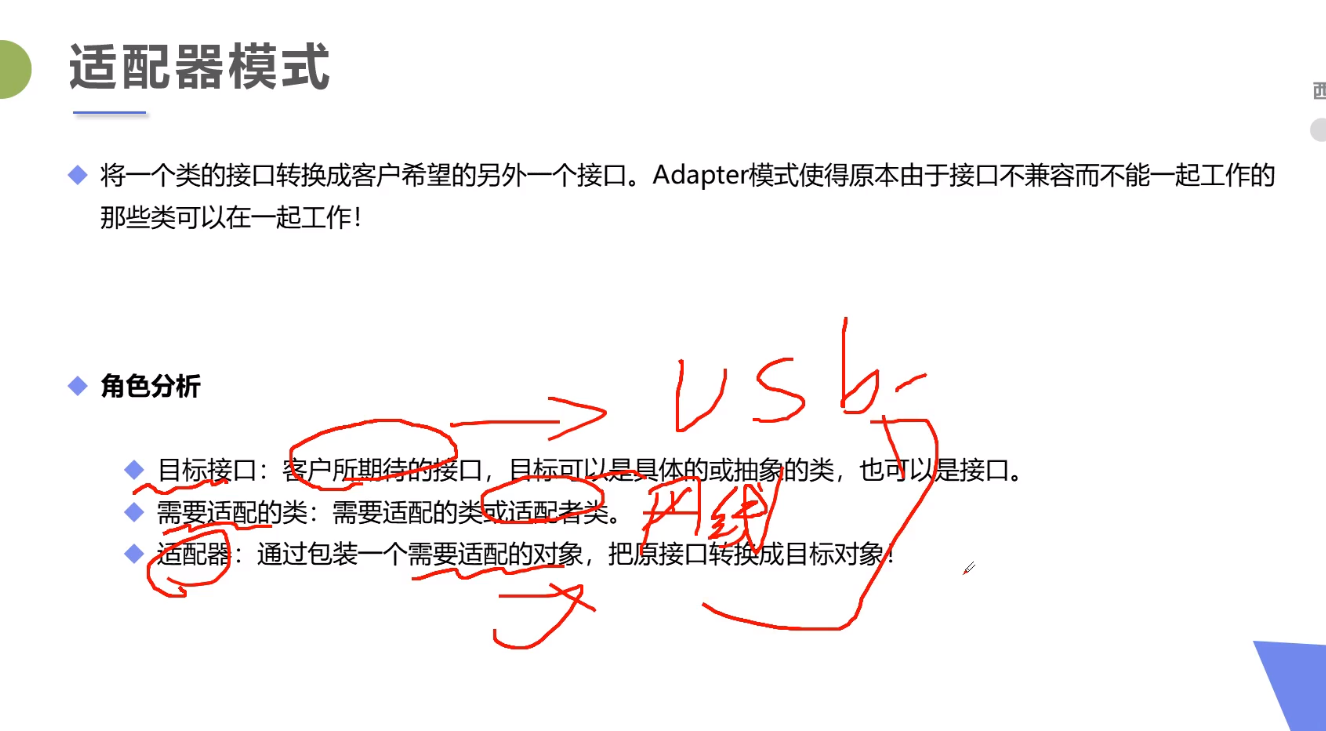 适配器模式
西
将一个类的接口转换成客户希望的另外一个接口。Adapter模式使得原本由于接口不兼容而不能一起工作的
那些类可以在一起工作！
usb
角色分析
目标接口：客户所期待的接口，目标可以是具体的或抽象的类，也可以是接口。
需要适配的类：需要适配的类或适配者类。
网线
适配器：通过包装一个需要适配的对象，把原接口转换成目标对象！